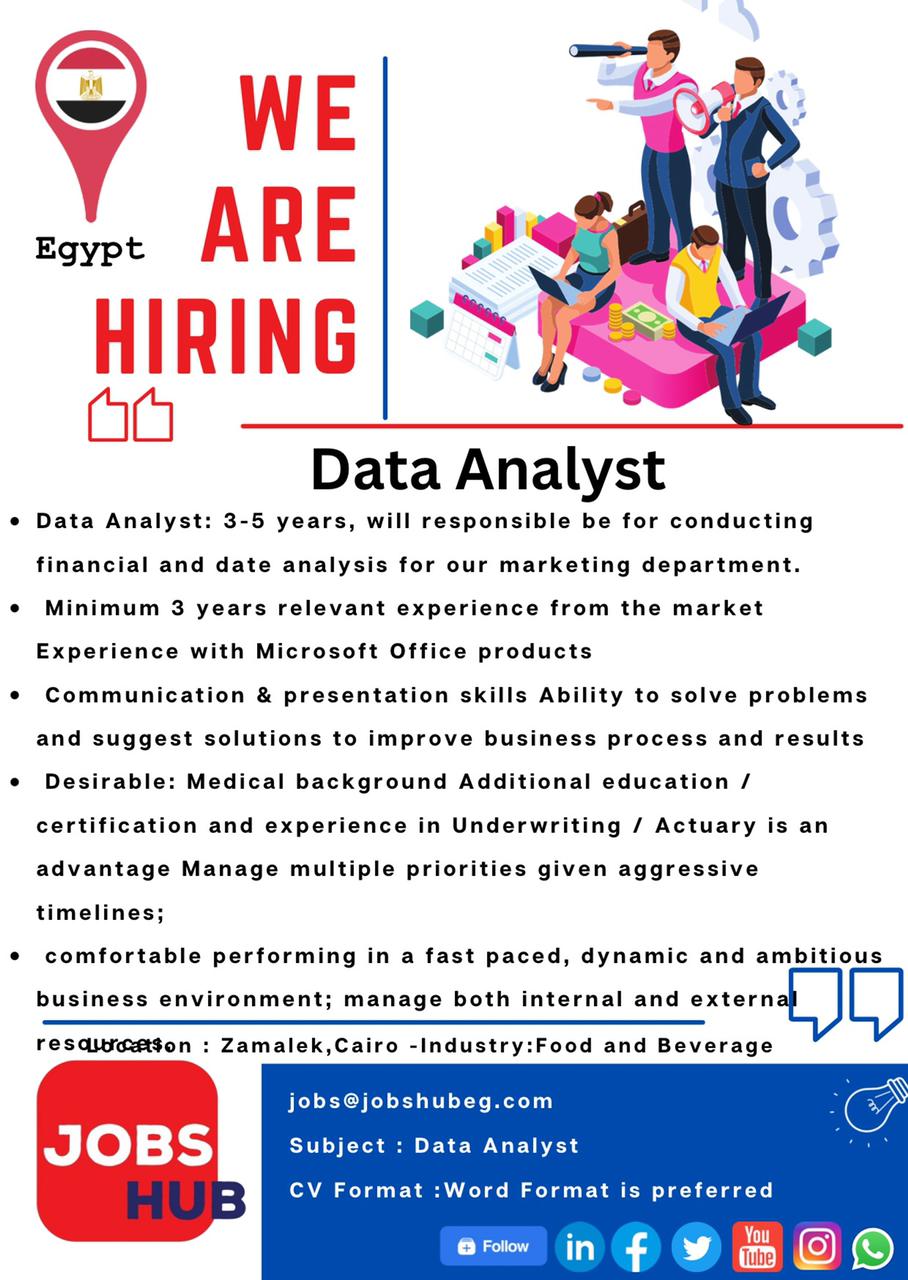 Egypt
WE
ARE
HIRING
Data Analyst
• Data Analyst: 3-5 years, will responsible be for conducting
financial and date analysis for our marketing department.
• Minimum 3 years relevant experience from the market
Experience with Microsoft Office products
• Communication & presentation skills Ability to solve problems
and suggest solutions to improve business process and results
• Desirable: Medical background Additional education /
certification and experience in Underwriting / Actuary is an
advantage Manage multiple priorities given aggressive
timelines;
• comfortable performing in a fast paced, dynamic and ambitious
business environment; manage both internal and external
resources.
Location : Zamalek,Cairo -Industry:Food and Beverage
JOBS
HUB
jobs@jobshubeg.com
Subject : Data Analyst
CV Format :Word Format is preferred
Follow
in
You
Tube